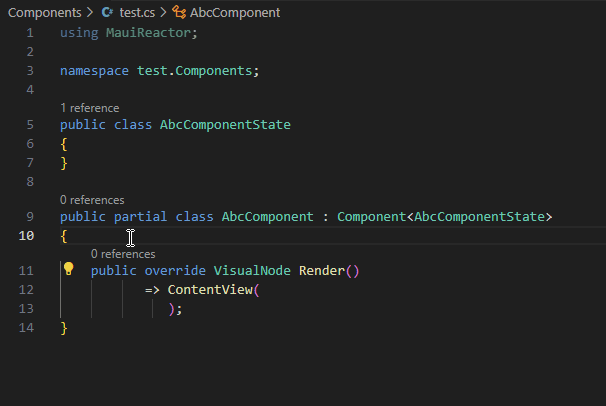 Components > test.cs > AbcComponent
1 using MauiReactor;
2
3 namespace test.Components;
4
1 reference
5 public class AbcComponentState
6 {
7 }
8
0 references
9 public partial class AbcComponent : Component<AbcComponentState>
10 {
0 references
11 public override VisualNode Render()
12 => ContentView(
13 );
14 }